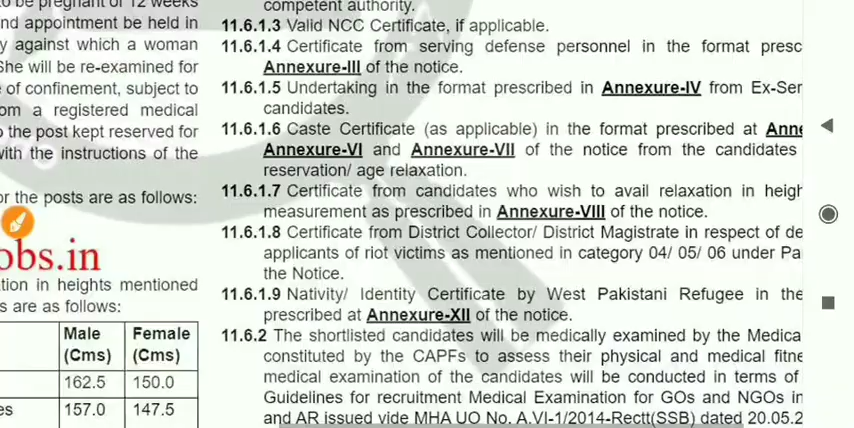 to be pregnant of 12 weeks
nd appointment be held in
y against which a woman
She will be re-examined for
e of confinement, subject to
om a registered medical
o the post kept reserved for
with the instructions of the
or the posts are as follows:
obs.in
tion in heights mentioned
s are as follows:
Male Female
(Cms) (Cms)
162.5 150.0
es 157.0 147.5
competent authority.
11.6.1.3 Valid NCC Certificate, if applicable.
11.6.1.4 Certificate from serving defense personnel in the format presc
Annexure-III of the notice.
11.6.1.5 Undertaking in the format prescribed in Annexure-IV from Ex-Ser
candidates.
11.6.1.6 Caste Certificate (as applicable) in the format prescribed at Anne
Annexure-VI and Annexure-VII of the notice from the candidates
reservation/ age relaxation.
11.6.1.7 Certificate from candidates who wish to avail relaxation in heigh
measurement as prescribed in Annexure-VIII of the notice.
11.6.1.8 Certificate from District Collector/ District Magistrate in respect of de
applicants of riot victims as mentioned in category 04/ 05/ 06 under Pa
the Notice.
11.6.1.9 Nativity/ Identity Certificate by West Pakistani Refugee in the
prescribed at Annexure-XII of the notice.
11.6.2 The shortlisted candidates will be medically examined by the Medica
constituted by the CAPFs to assess their physical and medical fitne
medical examination of the candidates will be conducted in terms of
Guidelines for recruitment Medical Examination for GOs and NGOs in
and AR issued vide MHA UO No. A.VI-1/2014-Rectt(SSB) dated 20.05.2